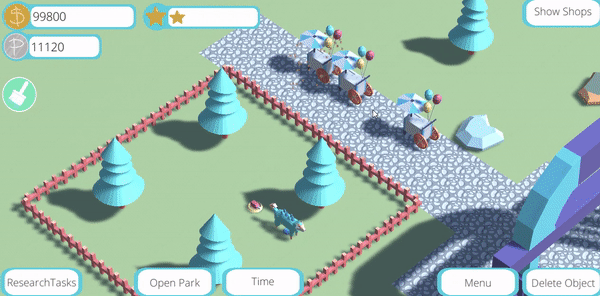 99800
Show Shops
11120
ResearchTasks
Open Park
Time
Menu
Delete Object